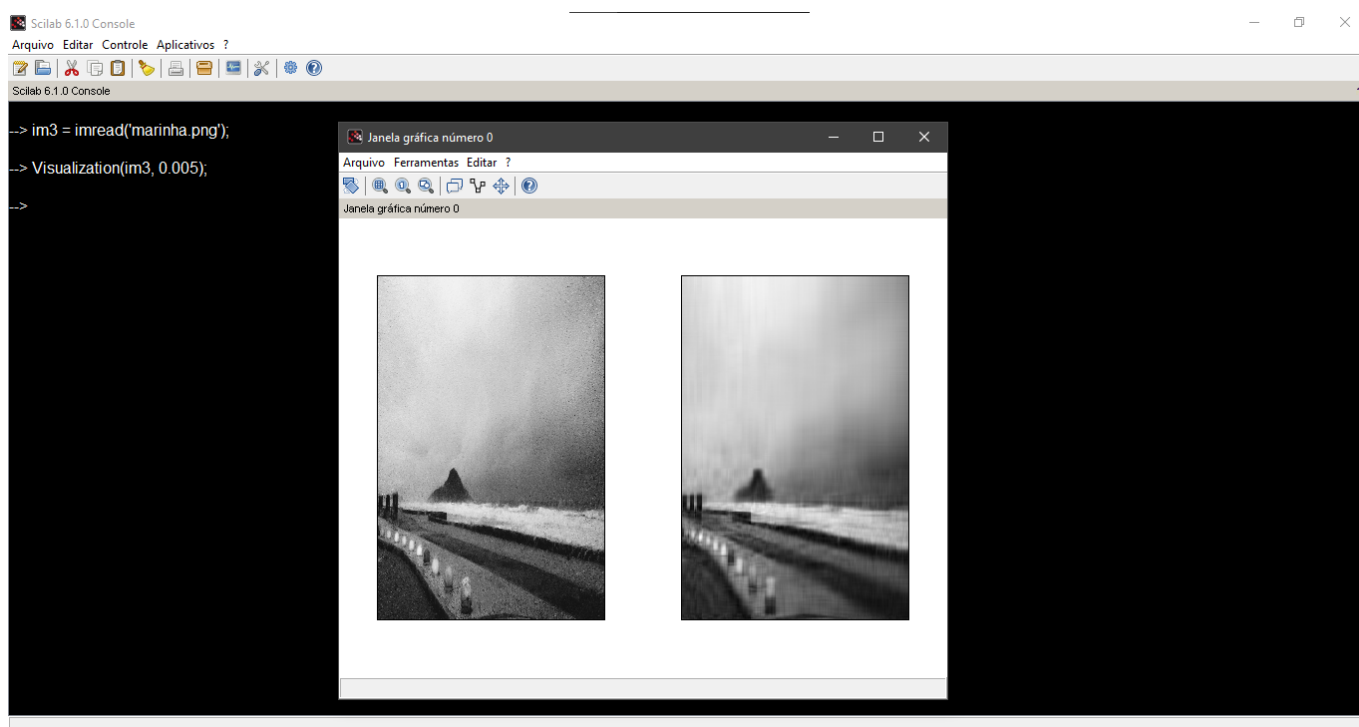 Scilab 6.1.0 Console
Arquivo Editar Controle Aplicativos ?
Scilab 6.1.0 Console
--> im3 = imread('marinha.png');
--> Visualization(im3, 0.005);
-->
Janela gráfica número 0
Arquivo Ferramentas Editar ?
Janela gráfica número 0